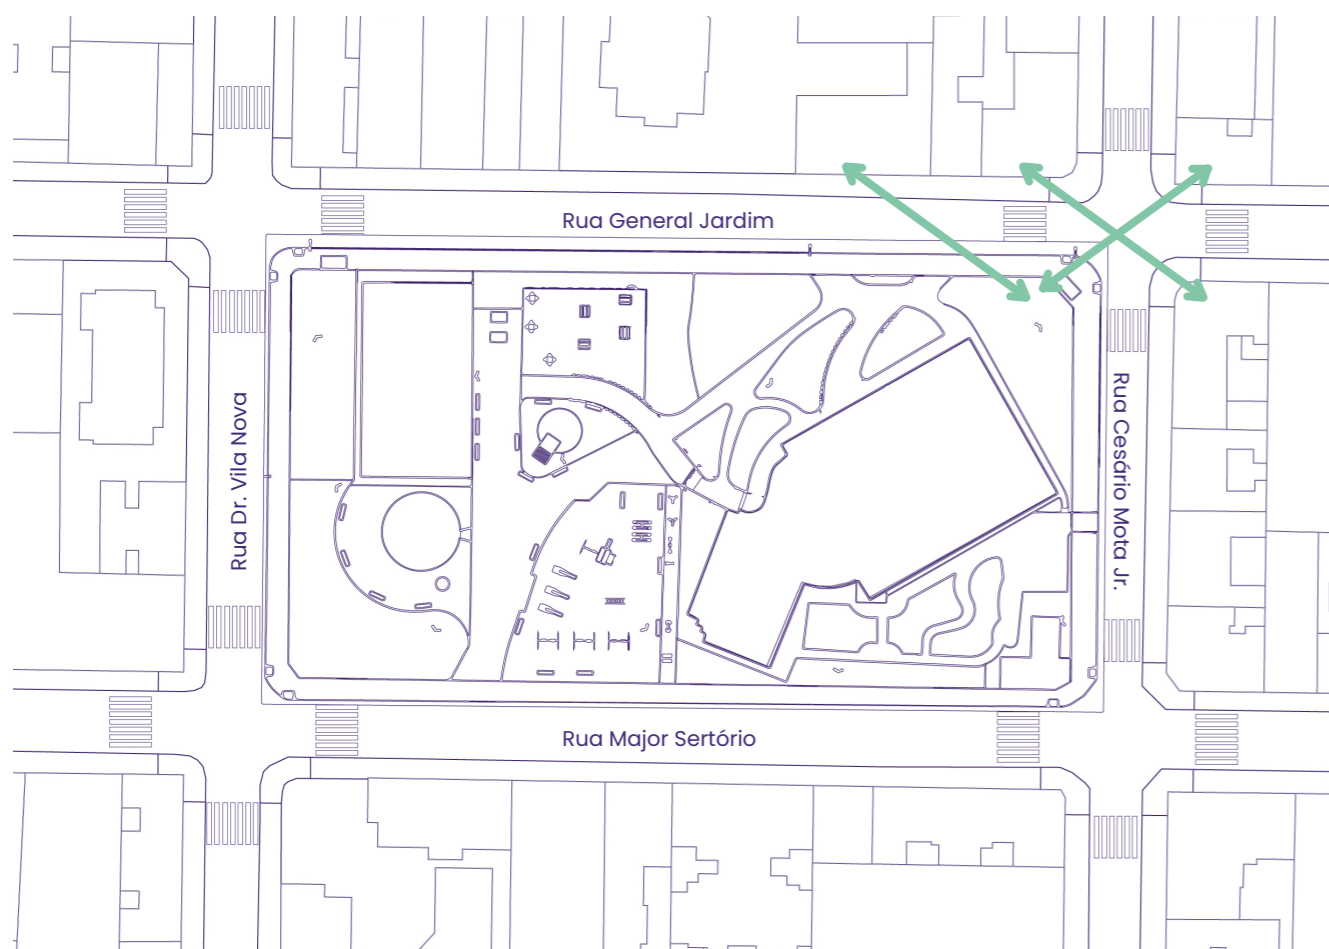 Rua General Jardim
Rua Dr. Vila Nova
Rua Cesário Mota Jr.
Rua Major Sertório